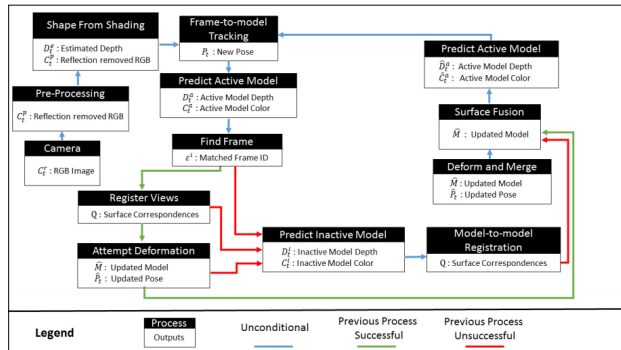 Shape From Shading
D_t^e : Estimated Depth
C_t^p : Reflection removed RGB
Pre-Processing
C_t^p : Reflection removed RGB
Camera
C_t^r : RGB Image
Frame-to-model
Tracking
P_t : New Pose
Predict Active Model
D_t^a : Active Model Depth
C_t^a : Active Model Color
Find Frame
ε^i : Matched Frame ID
Register Views
Q : Surface Correspondences
Attempt Deformation
M̂ : Updated Model
P̂_t : Updated Pose
Predict Inactive Model
D_t^i : Inactive Model Depth
C_t^i : Inactive Model Color
Model-to-model
Registration
Q : Surface Correspondences
Predict Active Model
D̂_t^a : Active Model Depth
Ĉ_t^a : Active Model Color
Surface Fusion
M̂ : Updated Model
Deform and Merge
M̂ : Updated Model
P̂_t : Updated Pose
Legend
Process
Outputs
Unconditional
Previous Process
Successful
Previous Process
Unsuccessful